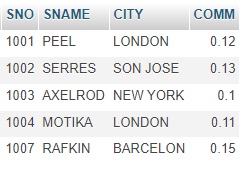 SNO SNAME CITY COMM
1001 PEEL LONDON 0.12
1002 SERRES SON JOSE 0.13
1003 AXELROD NEW YORK 0.1
1004 MOTIKA LONDON 0.11
1007 RAFKIN BARCELON 0.15